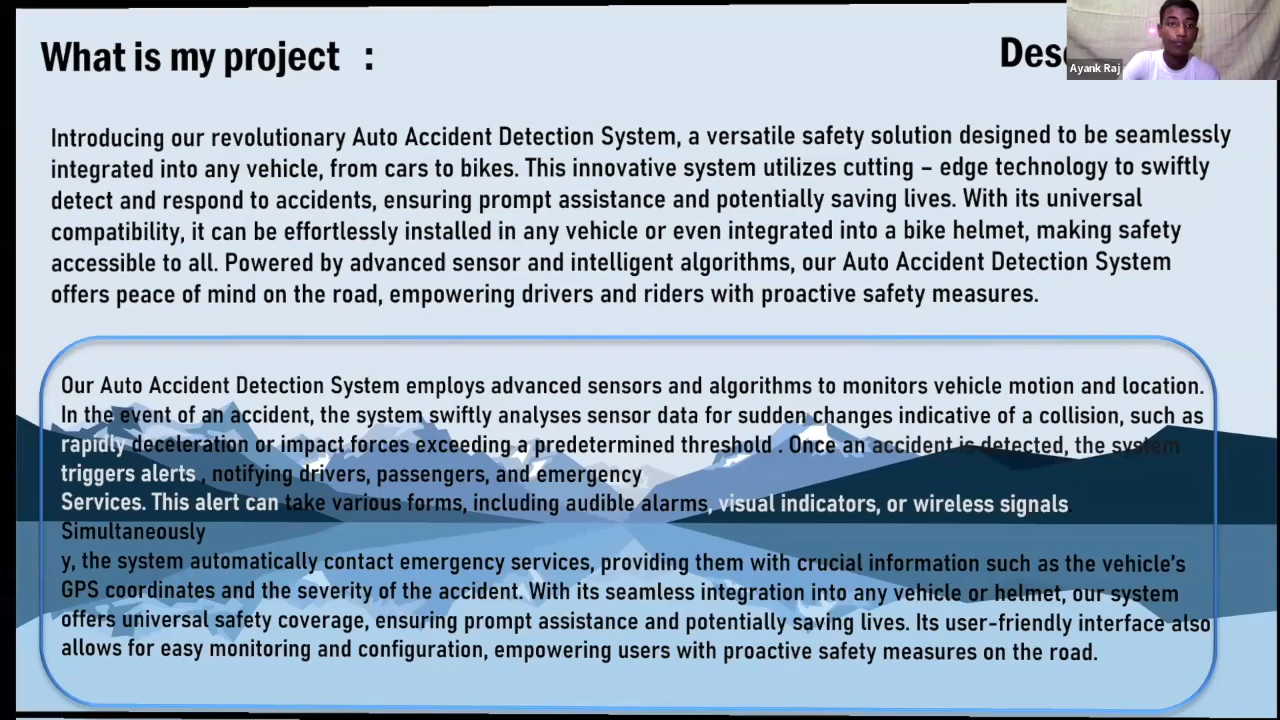 What is my project :
Desc
Ayank Raj
Introducing our revolutionary Auto Accident Detection System, a versatile safety solution designed to be seamlessly
integrated into any vehicle, from cars to bikes. This innovative system utilizes cutting – edge technology to swiftly
detect and respond to accidents, ensuring prompt assistance and potentially saving lives. With its universal
compatibility, it can be effortlessly installed in any vehicle or even integrated into a bike helmet, making safety
accessible to all. Powered by advanced sensor and intelligent algorithms, our Auto Accident Detection System
offers peace of mind on the road, empowering drivers and riders with proactive safety measures.
Our Auto Accident Detection System employs advanced sensors and algorithms to monitors vehicle motion and location.
In the event of an accident, the system swiftly analyses sensor data for sudden changes indicative of a collision, such as
rapidly deceleration or impact forces exceeding a predetermined threshold . Once an accident is detected, the system
triggers alerts , notifying drivers, passengers, and emergency
Services. This alert can take various forms, including audible alarms, visual indicators, or wireless signals.
Simultaneously
y, the system automatically contact emergency services, providing them with crucial information such as the vehicle’s
GPS coordinates and the severity of the accident. With its seamless integration into any vehicle or helmet, our system
offers universal safety coverage, ensuring prompt assistance and potentially saving lives. Its user-friendly interface also
allows for easy monitoring and configuration, empowering users with proactive safety measures on the road.